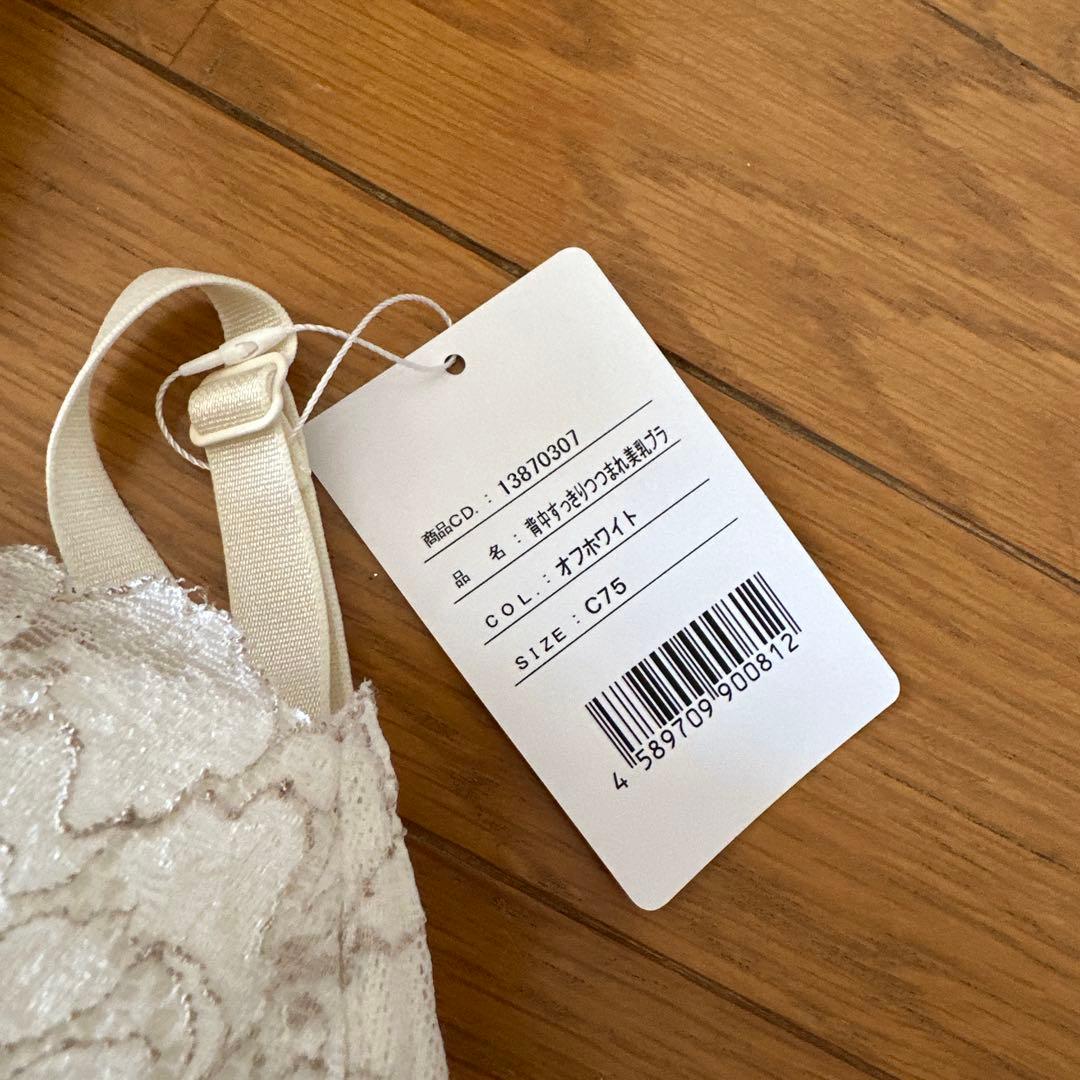 商品CD.：13870307
品　名：背中すっきりつつまれ美乳ブラ
COL.：オフホワイト
SIZE：C75
4 589709 900812